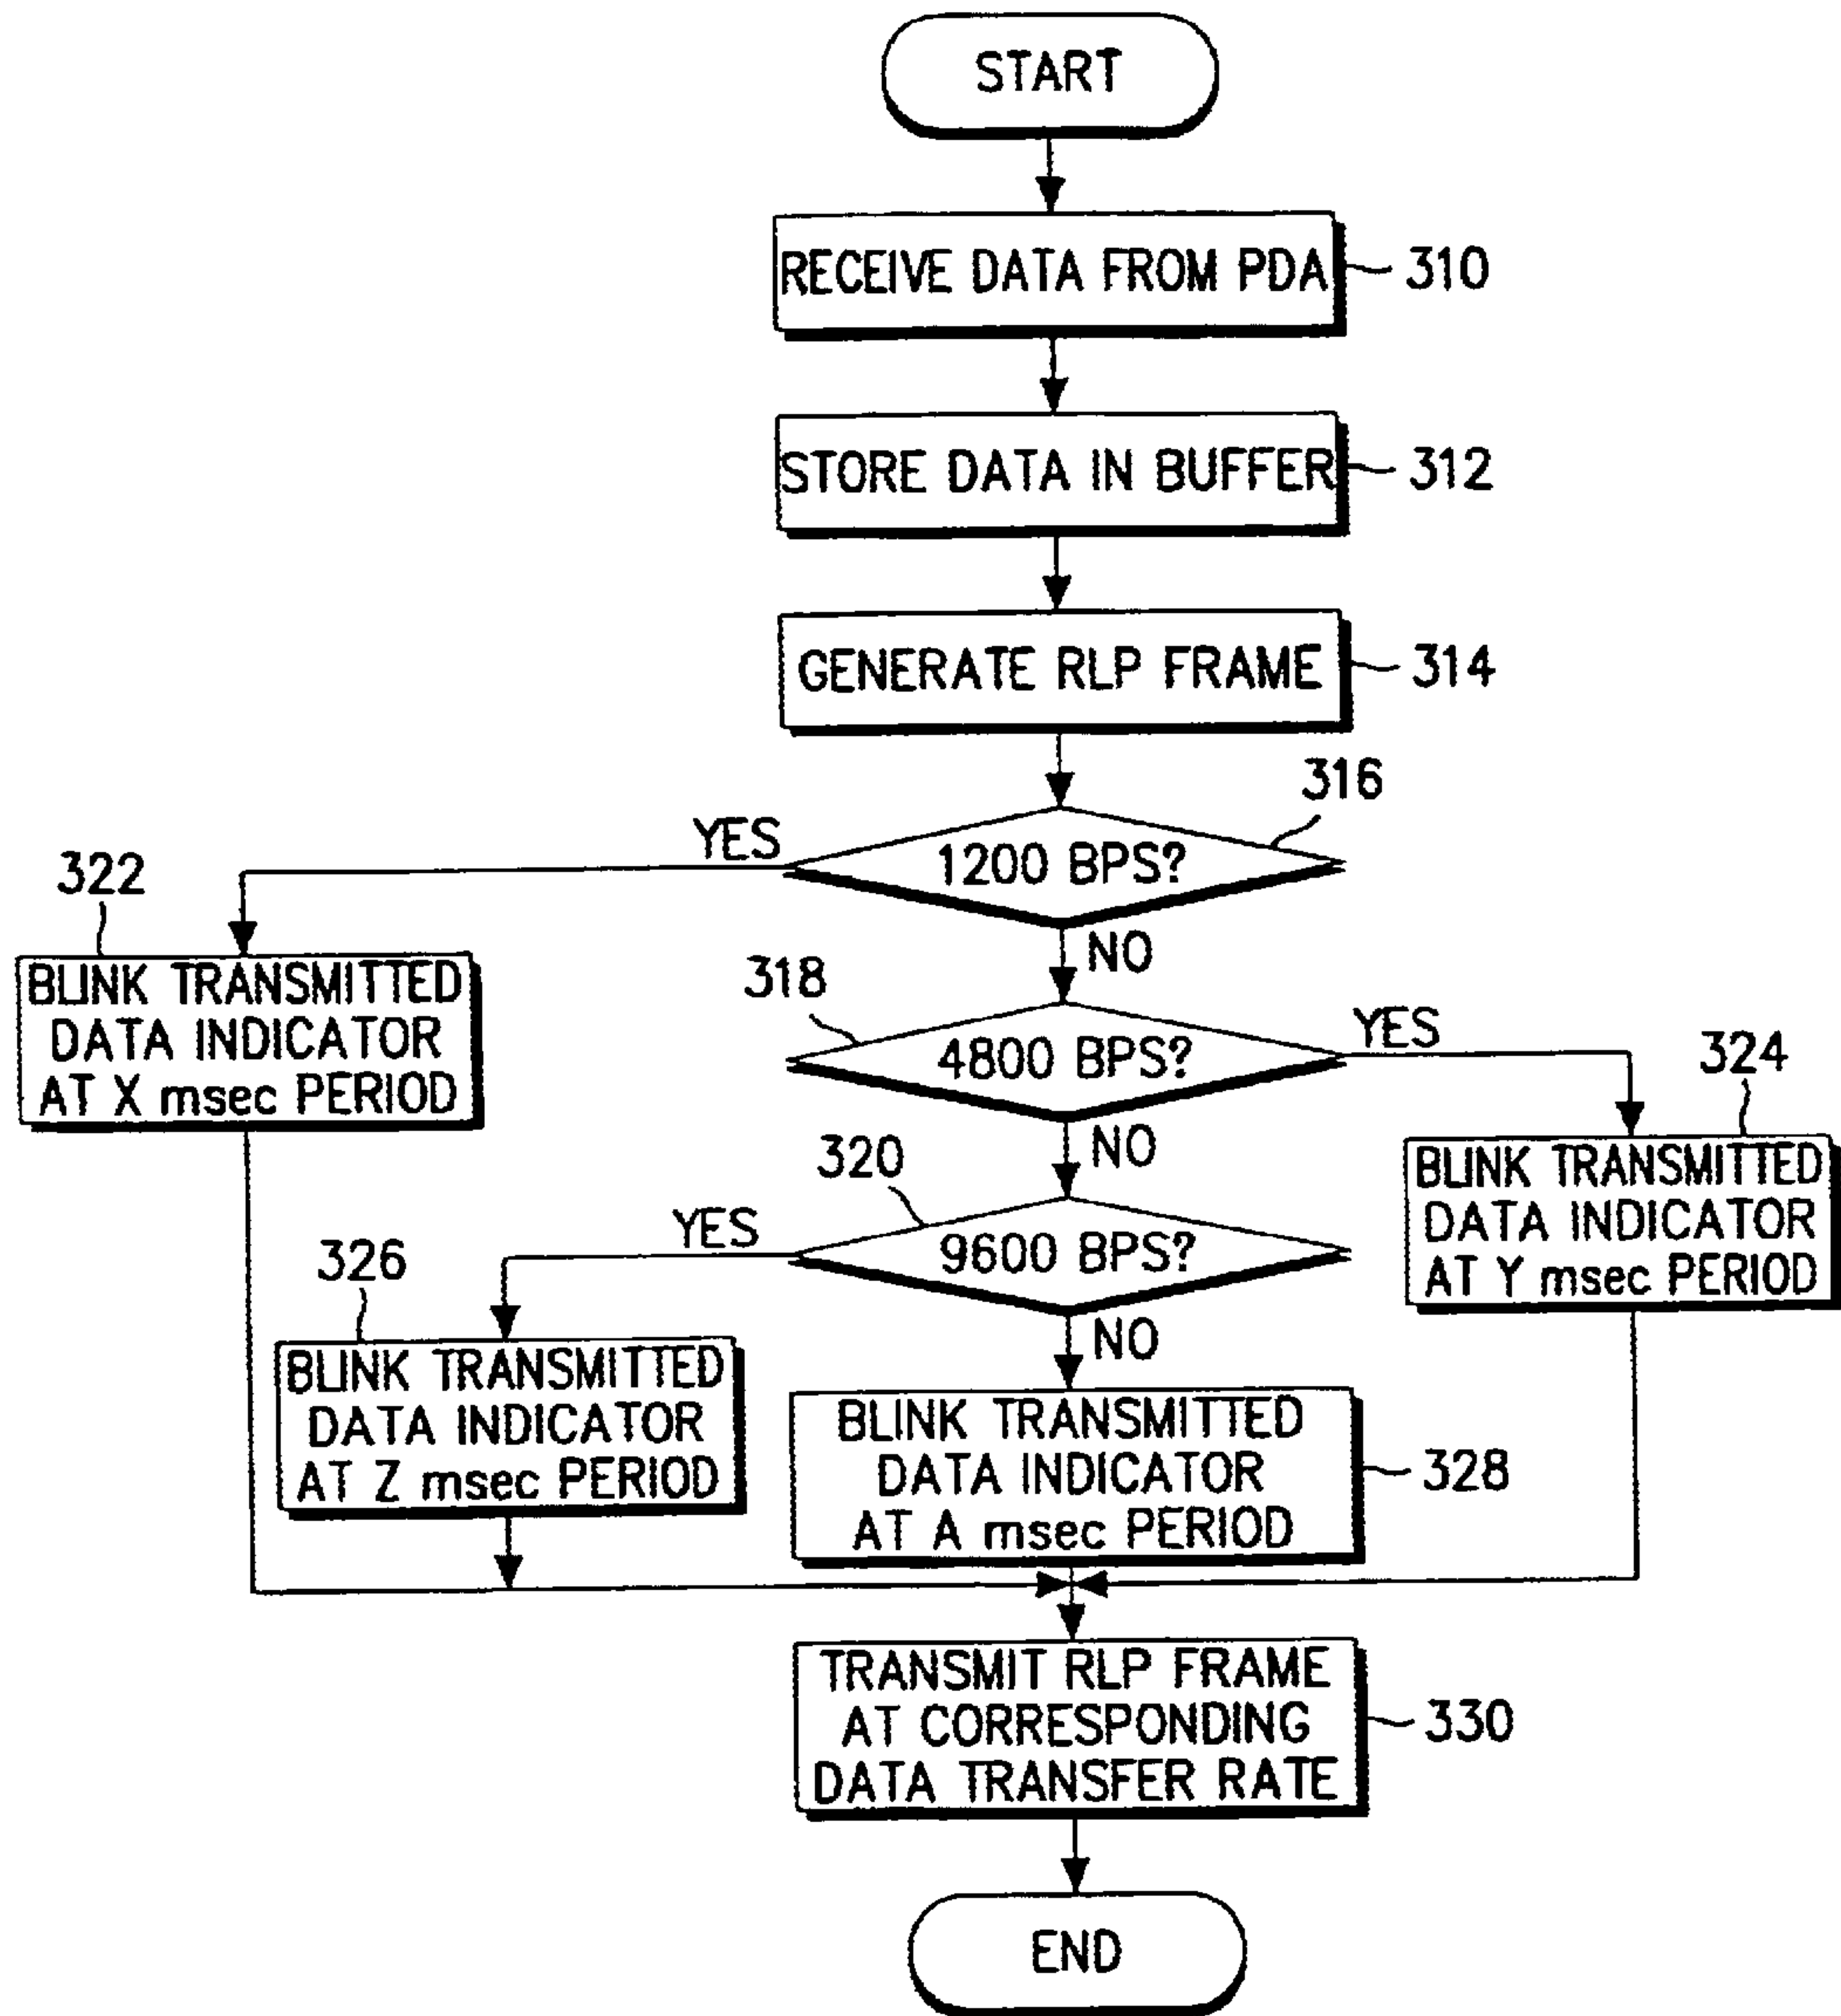 START
RECEIVE DATA FROM PDA
310
STORE DATA IN BUFFER
312
GENERATE RLP FRAME
314
316
1200 BPS?
YES
NO
322
BLINK TRANSMITTED
DATA INDICATOR
AT X msec PERIOD
318
4800 BPS?
YES
NO
324
BLINK TRANSMITTED
DATA INDICATOR
AT Y msec PERIOD
320
9600 BPS?
YES
NO
326
BLINK TRANSMITTED
DATA INDICATOR
AT Z msec PERIOD
BLINK TRANSMITTED
DATA INDICATOR
AT A msec PERIOD
328
TRANSMIT RLP FRAME
AT CORRESPONDING
DATA TRANSFER RATE
330
END